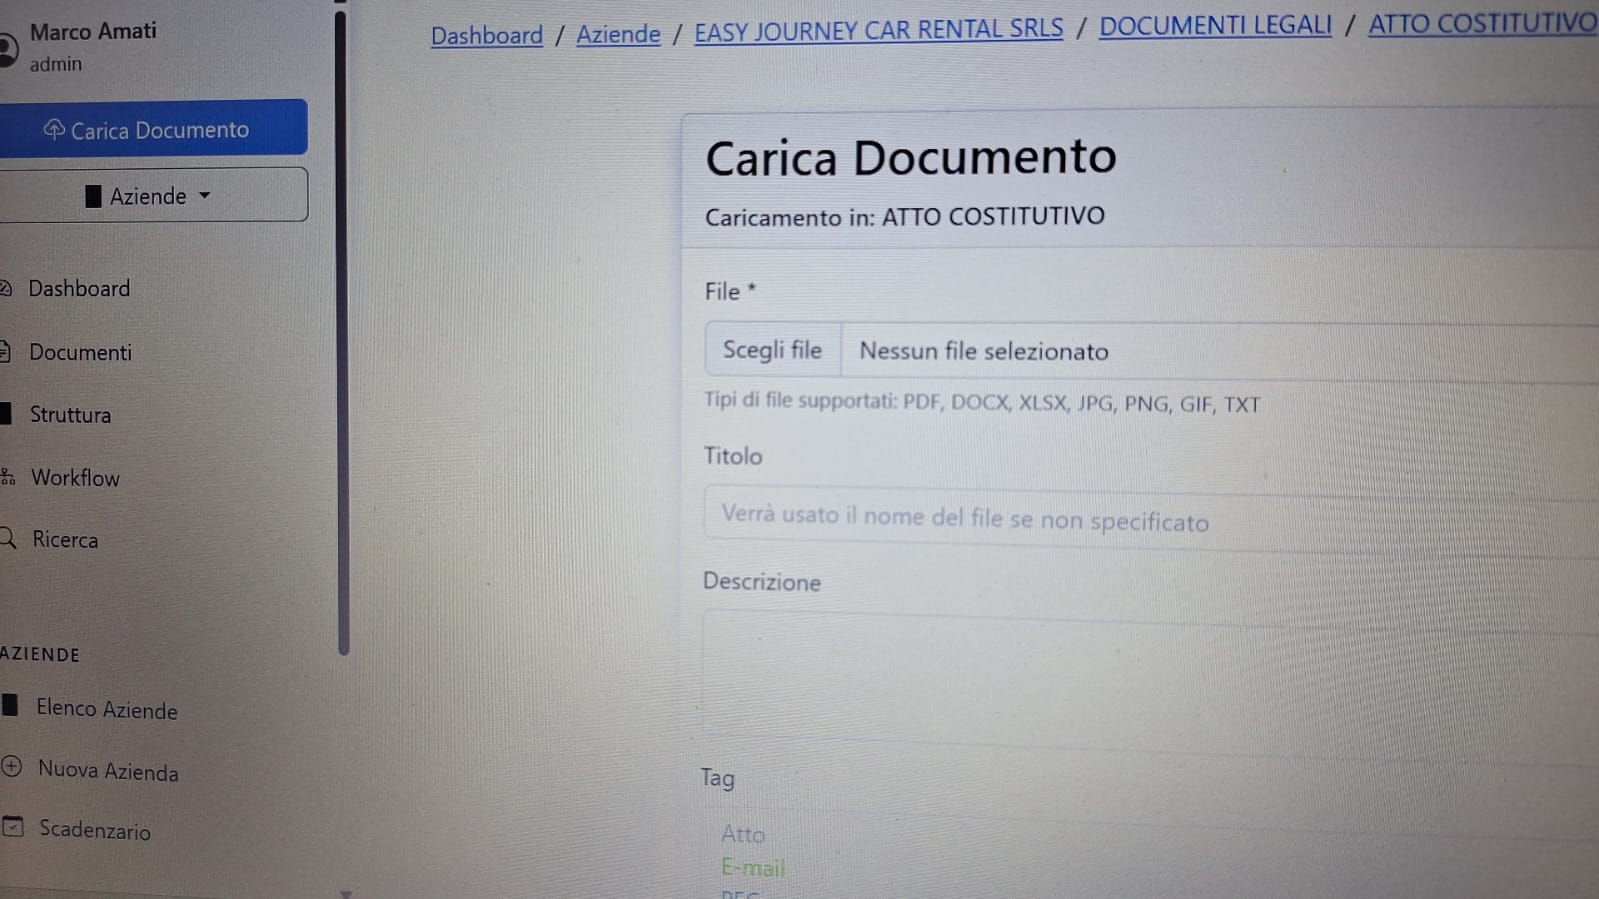 Marco Amati
admin
Carica Documento
Aziende
Dashboard
Documenti
Struttura
Workflow
Ricerca
AZIENDE
Elenco Aziende
Nuova Azienda
Scadenzario
Dashboard / Aziende / EASY JOURNEY CAR RENTAL SRLS / DOCUMENTI LEGALI / ATTO COSTITUTIVO
Carica Documento
Caricamento in: ATTO COSTITUTIVO
File *
Scegli file Nessun file selezionato
Tipi di file supportati: PDF, DOCX, XLSX, JPG, PNG, GIF, TXT
Titolo
Verrà usato il nome del file se non specificato
Descrizione
Tag
Atto
E-mail